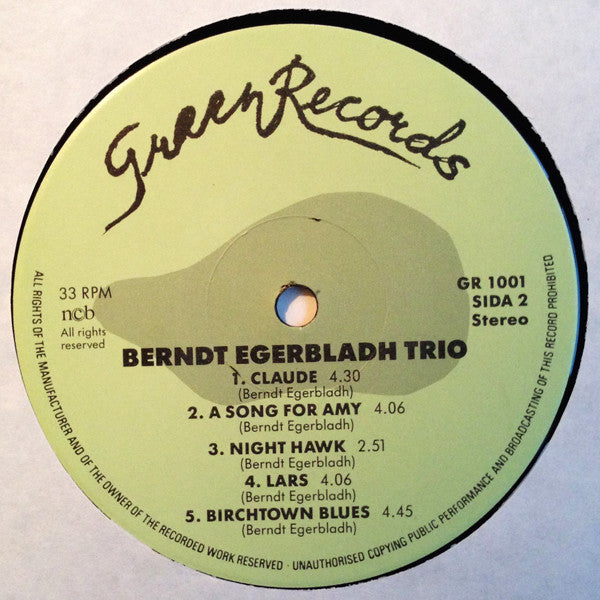 Green Records
33 RPM
ncb
All rights
reserved
GR 1001
SIDA 2
Stereo
BERNDT EGERBLADH TRIO
1. CLAUDE 4.30
(Berndt Egerbladh)
2. A SONG FOR AMY 4.06
(Berndt Egerbladh)
3. NIGHT HAWK 2.51
(Berndt Egerbladh)
4. LARS 4.06
(Berndt Egerbladh)
5. BIRCHTOWN BLUES 4.45
(Berndt Egerbladh)
ALL RIGHTS OF THE MANUFACTURER AND OF THE OWNER OF THE RECORDED WORK RESERVED · UNAUTHORISED COPYING PUBLIC PERFORMANCE AND BROADCASTING OF THIS RECORD PROHIBITED